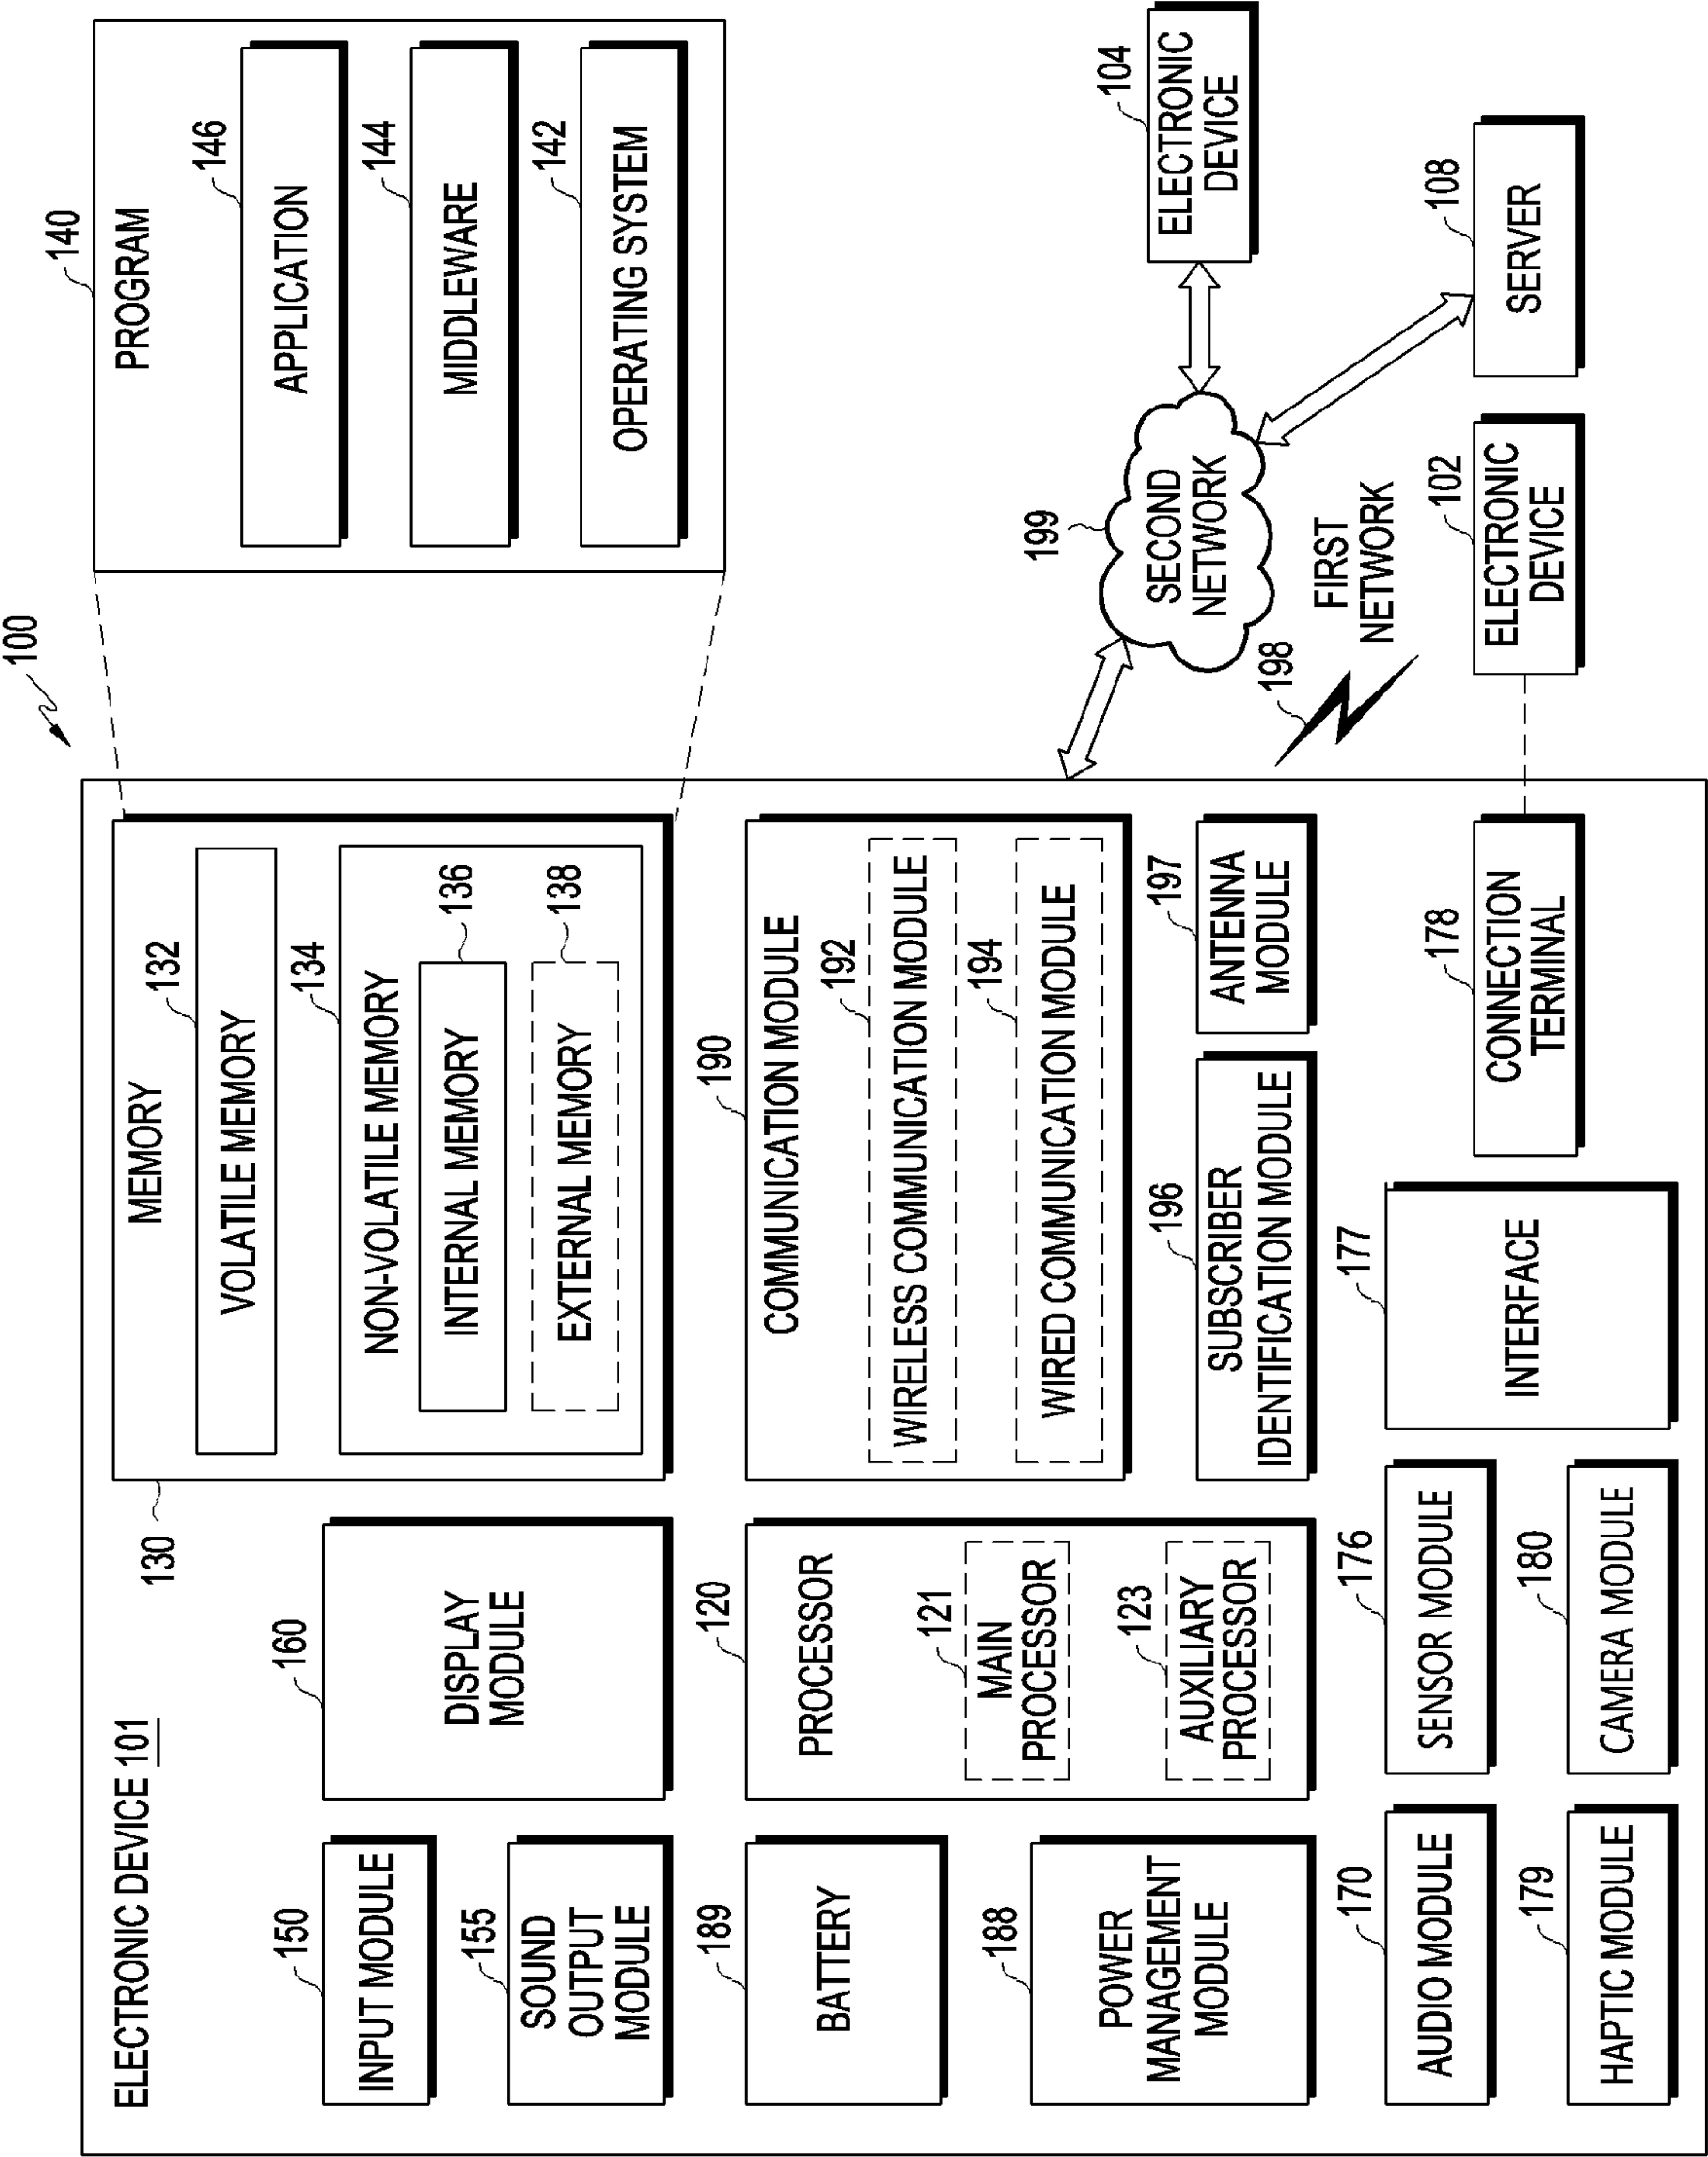 100
ELECTRONIC DEVICE 101
140
PROGRAM
146
APPLICATION
144
MIDDLEWARE
142
OPERATING SYSTEM
130
MEMORY
132
VOLATILE MEMORY
134
NON-VOLATILE MEMORY
136
INTERNAL MEMORY
138
EXTERNAL MEMORY
150
INPUT MODULE
155
SOUND
OUTPUT
MODULE
160
DISPLAY
MODULE
189
BATTERY
188
POWER
MANAGEMENT
MODULE
120
PROCESSOR
121
MAIN
PROCESSOR
123
AUXILIARY
PROCESSOR
190
COMMUNICATION MODULE
192
WIRELESS COMMUNICATION MODULE
194
WIRED COMMUNICATION MODULE
196
SUBSCRIBER
IDENTIFICATION MODULE
197
ANTENNA
MODULE
170
AUDIO MODULE
176
SENSOR MODULE
177
INTERFACE
178
CONNECTION
TERMINAL
179
HAPTIC MODULE
180
CAMERA MODULE
199
SECOND
NETWORK
104
ELECTRONIC
DEVICE
198
FIRST
NETWORK
102
ELECTRONIC
DEVICE
108
SERVER